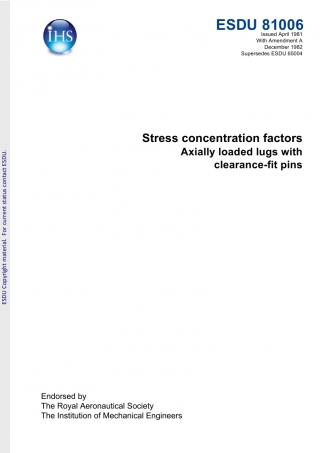 IHS
ESDU 81006
Issued April 1981
With Amendment A
December 1982
Supersedes ESDU 65004
Stress concentration factors
Axially loaded lugs with
clearance-fit pins
ESDU Copyright material. For current status contact ESDU.
Endorsed by
The Royal Aeronautical Society
The Institution of Mechanical Engineers